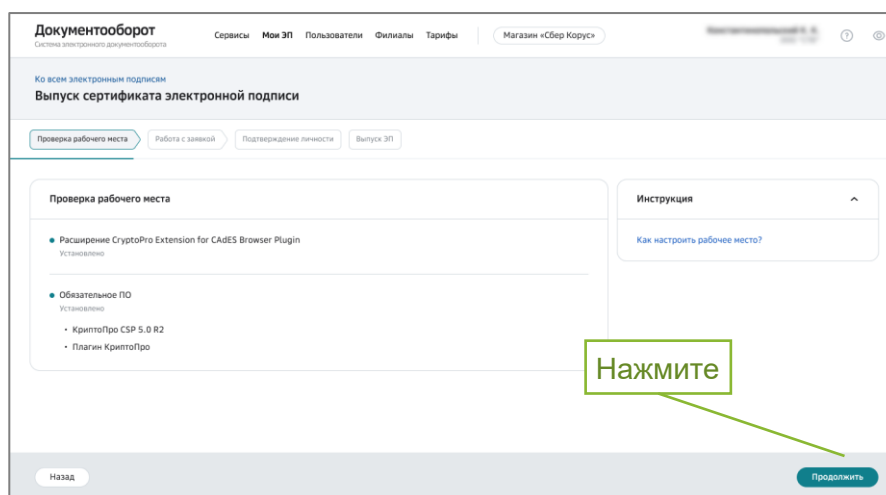 Документооборот
Система электронного документооборота
Сервисы Мои ЭП Пользователи Филиалы Тарифы Магазин «Сбер Корус»
Ко всем электронным подписям
Выпуск сертификата электронной подписи
Проверка рабочего места Работа с заявкой Подтверждение личности Выпуск ЭП
Проверка рабочего места
Расширение CryptoPro Extension for CAdES Browser Plugin
Установлено
Обязательное ПО
Установлено
• КриптоПро CSP 5.0 R2
• Плагин КриптоПро
Инструкция
Как настроить рабочее место?
Нажмите
Назад
Продолжить